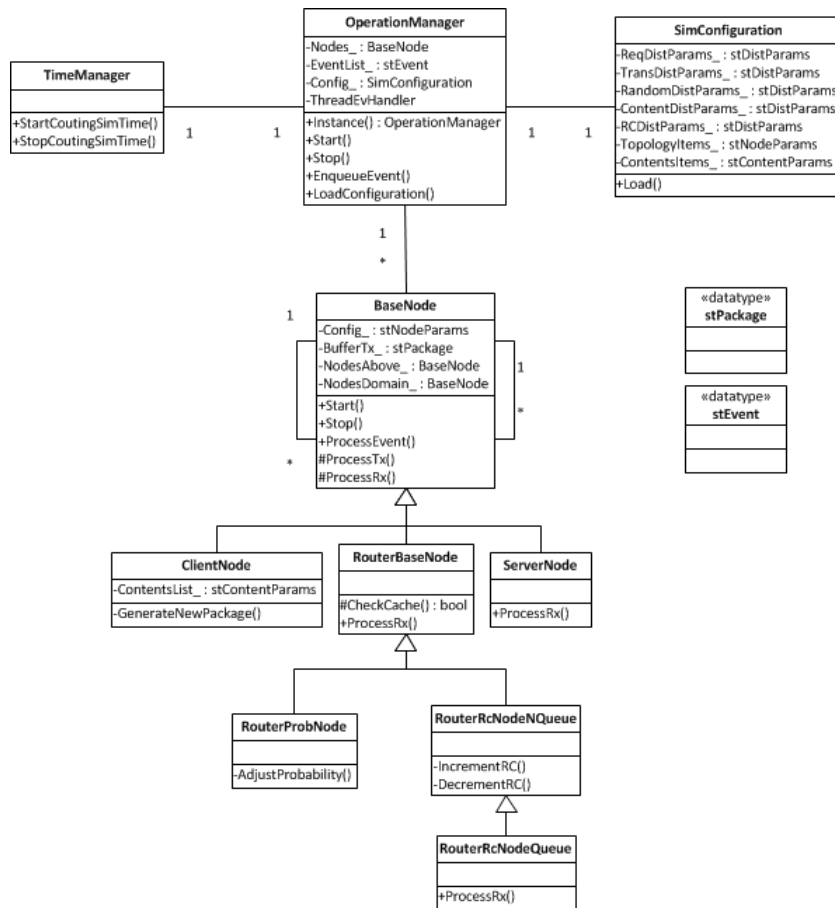 OperationManager
-Nodes_ : BaseNode
-EventList_ : stEvent
-Config_ : SimConfiguration
-ThreadEvHandler
+Instance() : OperationManager
+Start()
+Stop()
+EnqueueEvent()
+LoadConfiguration()
TimeManager
+StartCoutingSimTime()
+StopCoutingSimTime()
1
1
1
1
SimConfiguration
-ReqDistParams_ : stDistParams
-TransDistParams_ : stDistParams
-RandomDistParams_ : stDistParams
-ContentDistParams_ : stDistParams
-RCDistParams_ : stDistParams
-TopologyItems_ : stNodeParams
-ContentsItems_ : stContentParams
+Load()
1
*
BaseNode
-Config_ : stNodeParams
-BufferTx_ : stPackage
-NodesAbove_ : BaseNode
-NodesDomain_ : BaseNode
+Start()
+Stop()
+ProcessEvent()
#ProcessTx()
#ProcessRx()
1
*
1
*
«datatype»
stPackage
«datatype»
stEvent
ClientNode
-ContentsList_ : stContentParams
-GenerateNewPackage()
RouterBaseNode
#CheckCache() : bool
+ProcessRx()
ServerNode
+ProcessRx()
RouterProbNode
-AdjustProbability()
RouterRcNodeNQueue
-IncrementRC()
-DecrementRC()
RouterRcNodeQueue
+ProcessRx()